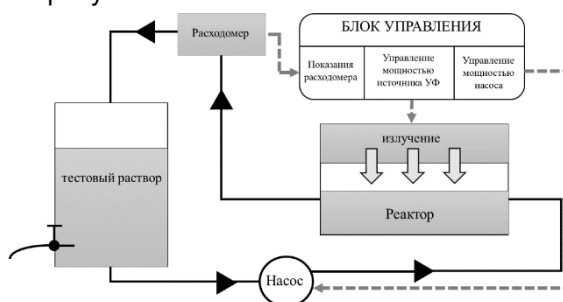 Расходомер
БЛОК УПРАВЛЕНИЯ
Показания
расходомера
Управление
мощностью
источника УФ
Управление
мощностью
насоса
излучение
тестовый раствор
Реактор
Насос